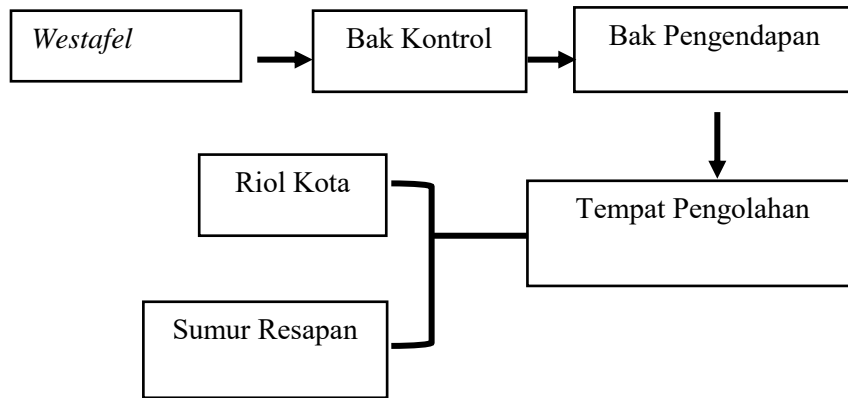 Westafel
Bak Kontrol
Bak Pengendapan
Riol Kota
Tempat Pengolahan
Sumur Resapan